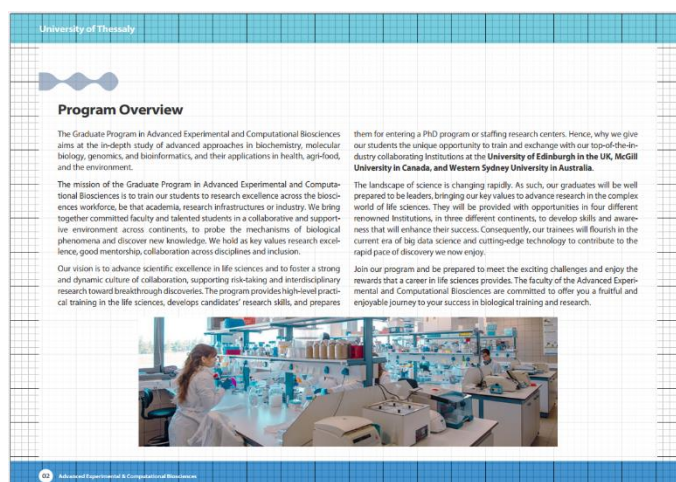 University of Thessaly
Program Overview
The Graduate Program in Advanced Experimental and Computational Biosciences
aims at the in-depth study of advanced approaches in biochemistry, molecular
biology, genomics, and bioinformatics, and their applications in health, agri-food,
and the environment.
The mission of the Graduate Program in Advanced Experimental and Computa-
tional Biosciences is to train our students to research excellence across the biosci-
ences workforce, be that academia, research infrastructures or industry. We bring
together committed faculty and talented students in a collaborative and support-
ive environment across continents, to probe the mechanisms of biological
phenomena and discover new knowledge. We hold as key values research excel-
lence, good mentorship, collaboration across disciplines and inclusion.
Our vision is to advance scientific excellence in life sciences and to foster a strong
and dynamic culture of collaboration, supporting risk-taking and interdisciplinary
research toward breakthrough discoveries. The program provides high-level practi-
cal training in the life sciences, develops candidates' research skills, and prepares
them for entering a PhD program or staffing research centers. Hence, why we give
our students the unique opportunity to train and exchange with our top-of-the-in-
dustry collaborating Institutions at the University of Edinburgh in the UK, McGill
University in Canada, and Western Sydney University in Australia.
The landscape of science is changing rapidly. As such, our graduates will be well
prepared to be leaders, bringing our key values to advance research in the complex
world of life sciences. They will be provided with opportunities in four different
renowned Institutions, in three different continents, to develop skills and aware-
ness that will enhance their success. Consequently, our trainees will flourish in the
current era of big data science and cutting-edge technology to contribute to the
rapid pace of discovery we now enjoy.
Join our program and be prepared to meet the exciting challenges and enjoy the
rewards that a career in life sciences provides. The faculty of the Advanced Experi-
mental and Computational Biosciences are committed to offer you a fruitful and
enjoyable journey to your success in biological training and research.
02 Advanced Experimental & Computational Biosciences